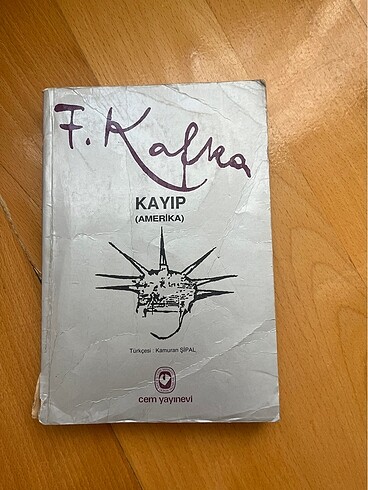 F. Kafka
KAYIP
(AMERİKA)
Türkçesi : Kamuran ŞİPAL
cem yayınevi